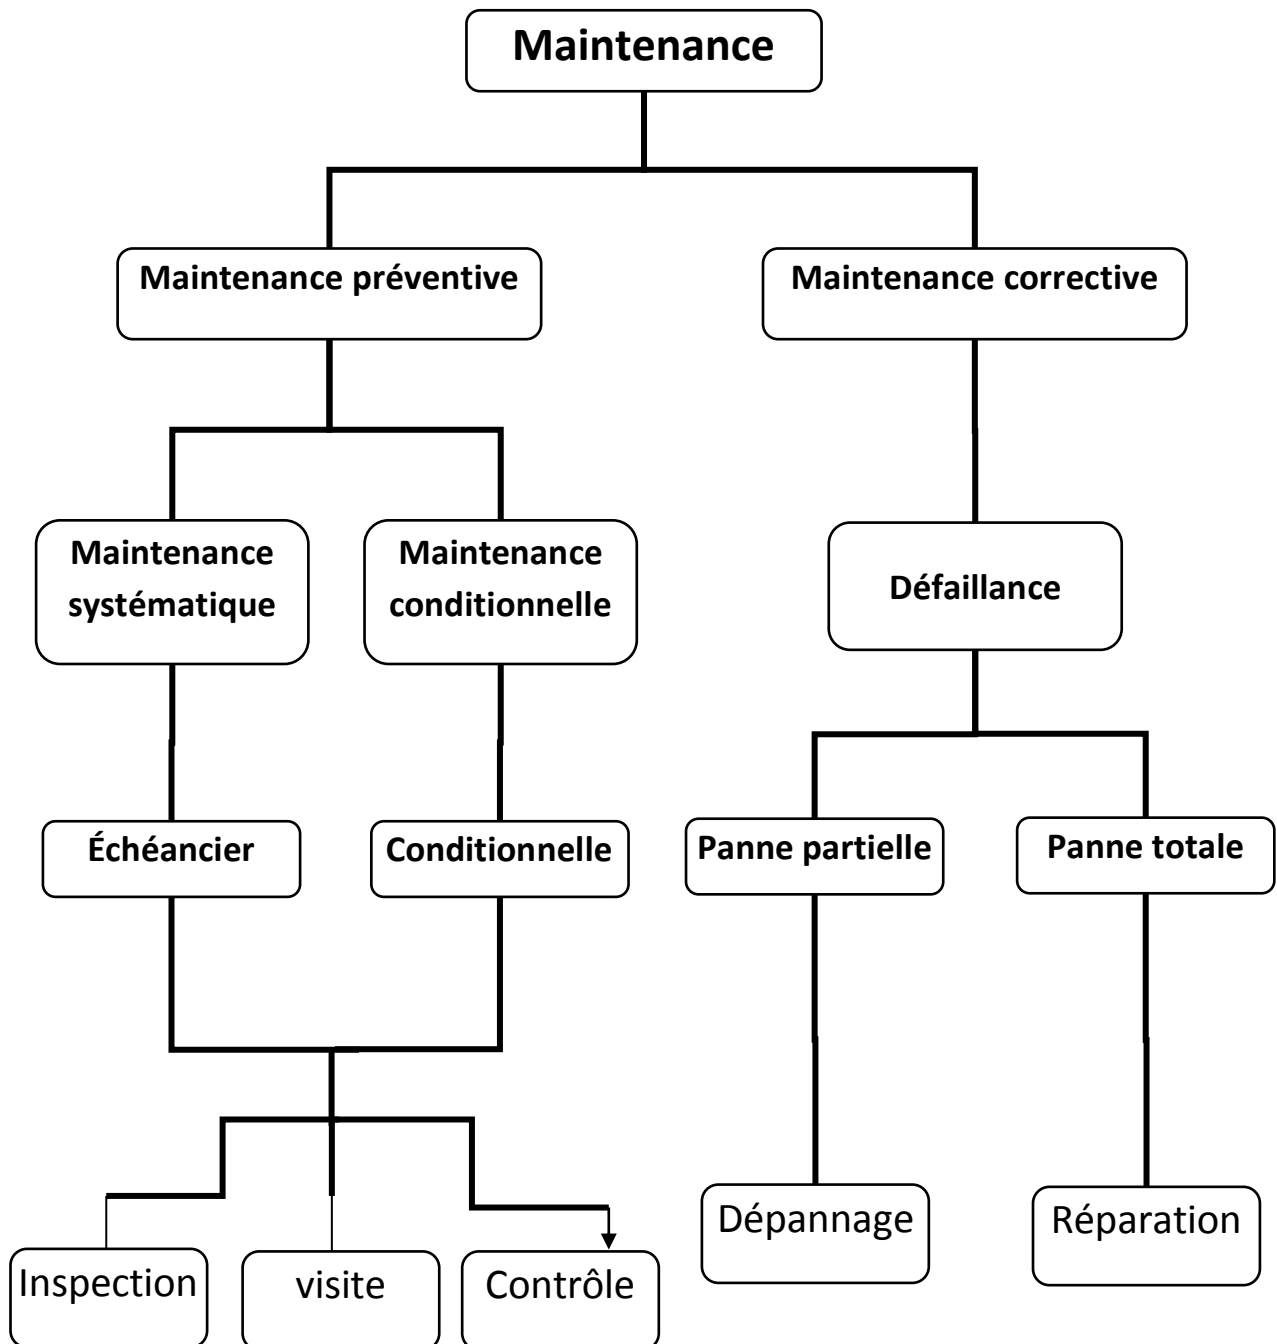 Maintenance
Maintenance préventive
Maintenance corrective
Maintenance
systématique
Maintenance
conditionnelle
Défaillance
Échéancier
Conditionnelle
Panne partielle
Panne totale
Dépannage
Réparation
Inspection
visite
Contrôle